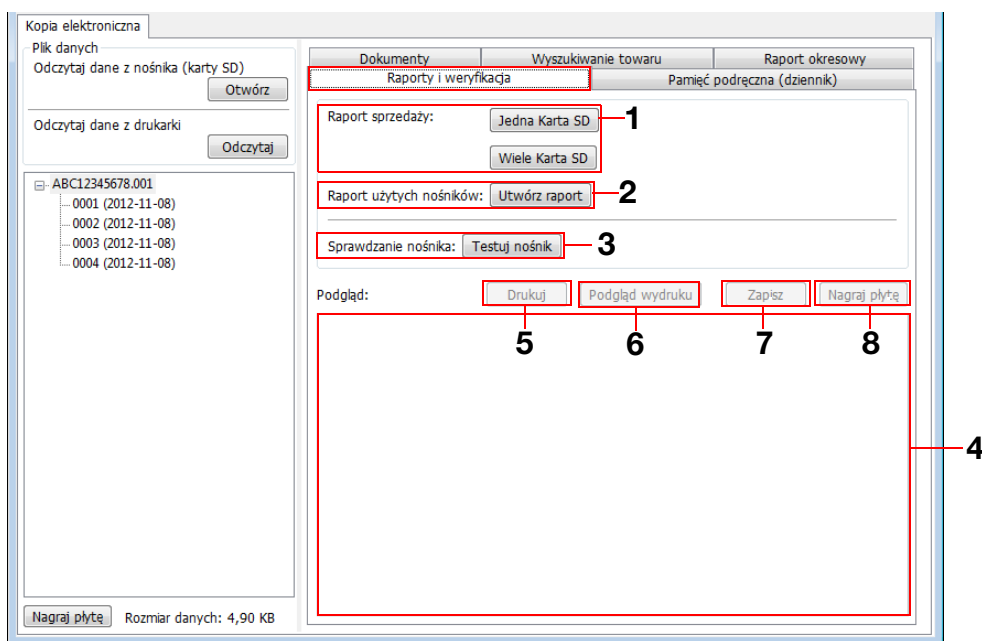 Kopia elektroniczna
Plik danych
Odczytaj dane z nośnika (karty SD)
Otwórz
Odczytaj dane z drukarki
Odczytaj
ABC12345678.001
0001 (2012-11-08)
0002 (2012-11-08)
0003 (2012-11-08)
0004 (2012-11-08)
Nagraj płytę Rozmiar danych: 4,90 KB
Dokumenty Wyszukiwanie towaru Raport okresowy
Raporty i weryfikacja Pamięć podręczna (dziennik)
Raport sprzedaży: Jedna Karta SD 1
Wiele Karta SD
Raport użytych nośników: Utwórz raport 2
Sprawdzanie nośnika: Testuj nośnik 3
Podgląd: Drukuj Podgląd wydruku Zapisz Nagraj płytę
5 6 7 8
4